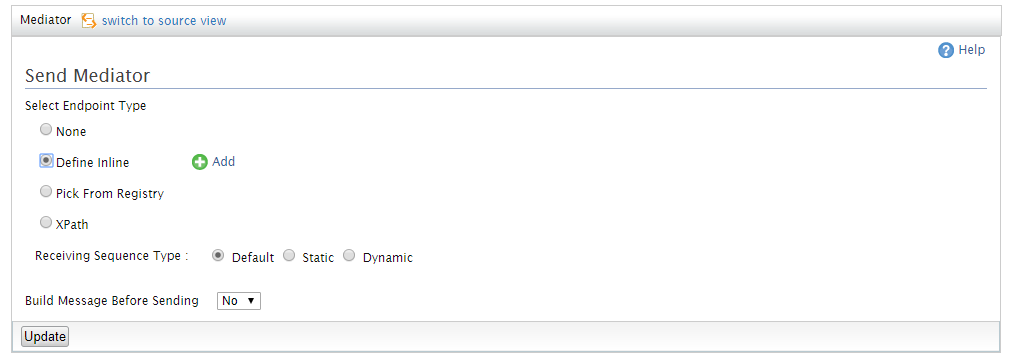 Mediator switch to source view
Help
Send Mediator
Select Endpoint Type
None
Define Inline Add
Pick From Registry
XPath
Receiving Sequence Type : Default Static Dynamic
Build Message Before Sending No
Update